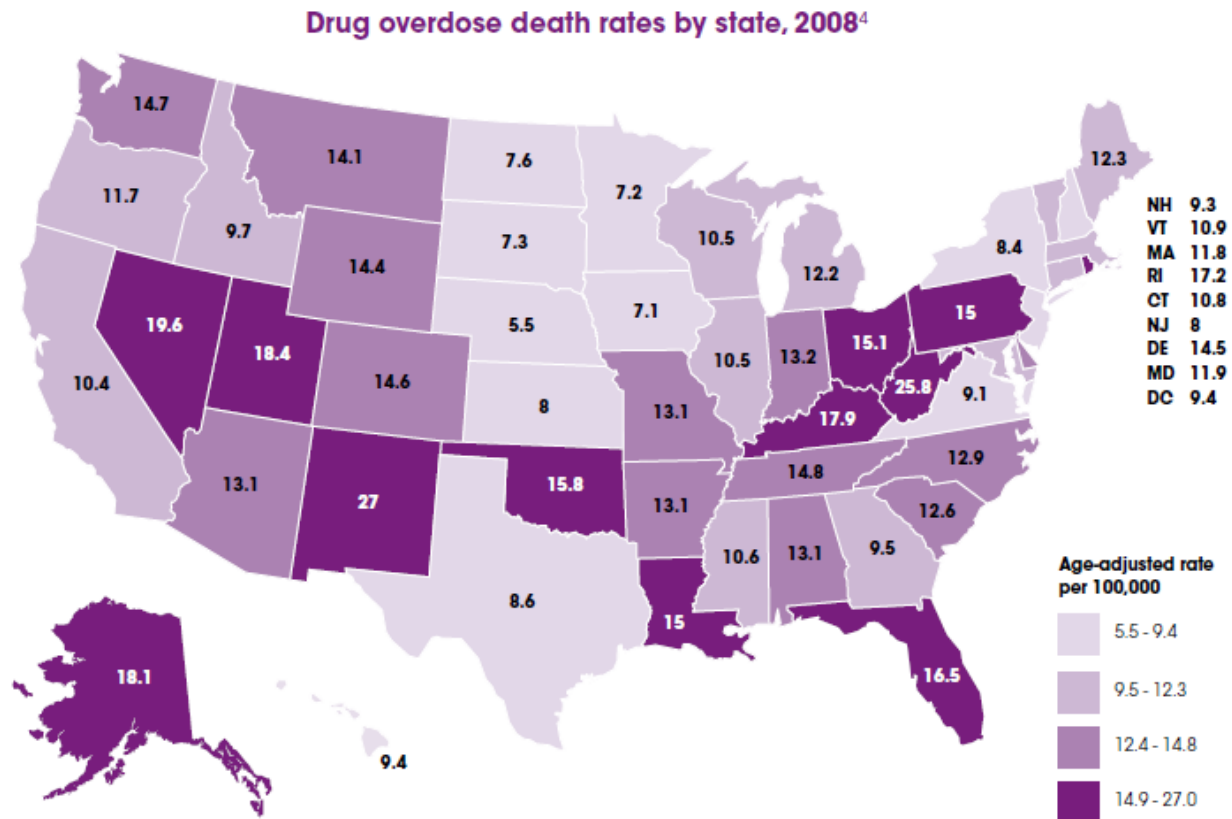 Drug overdose death rates by state, 2008⁴
14.7
14.1
7.6
7.2
12.3
11.7
9.7
14.4
7.3
10.5
12.2
8.4
NH 9.3
VT 10.9
MA 11.8
RI 17.2
CT 10.8
NJ 8
DE 14.5
MD 11.9
DC 9.4
19.6
18.4
14.6
5.5
7.1
10.5
13.2
15.1
15
10.4
8
13.1
17.9
25.8
9.1
13.1
27
15.8
13.1
14.8
12.9
8.6
15
10.6
13.1
9.5
12.6
18.1
9.4
16.5
Age-adjusted rate
per 100,000
5.5 - 9.4
9.5 - 12.3
12.4 - 14.8
14.9 - 27.0